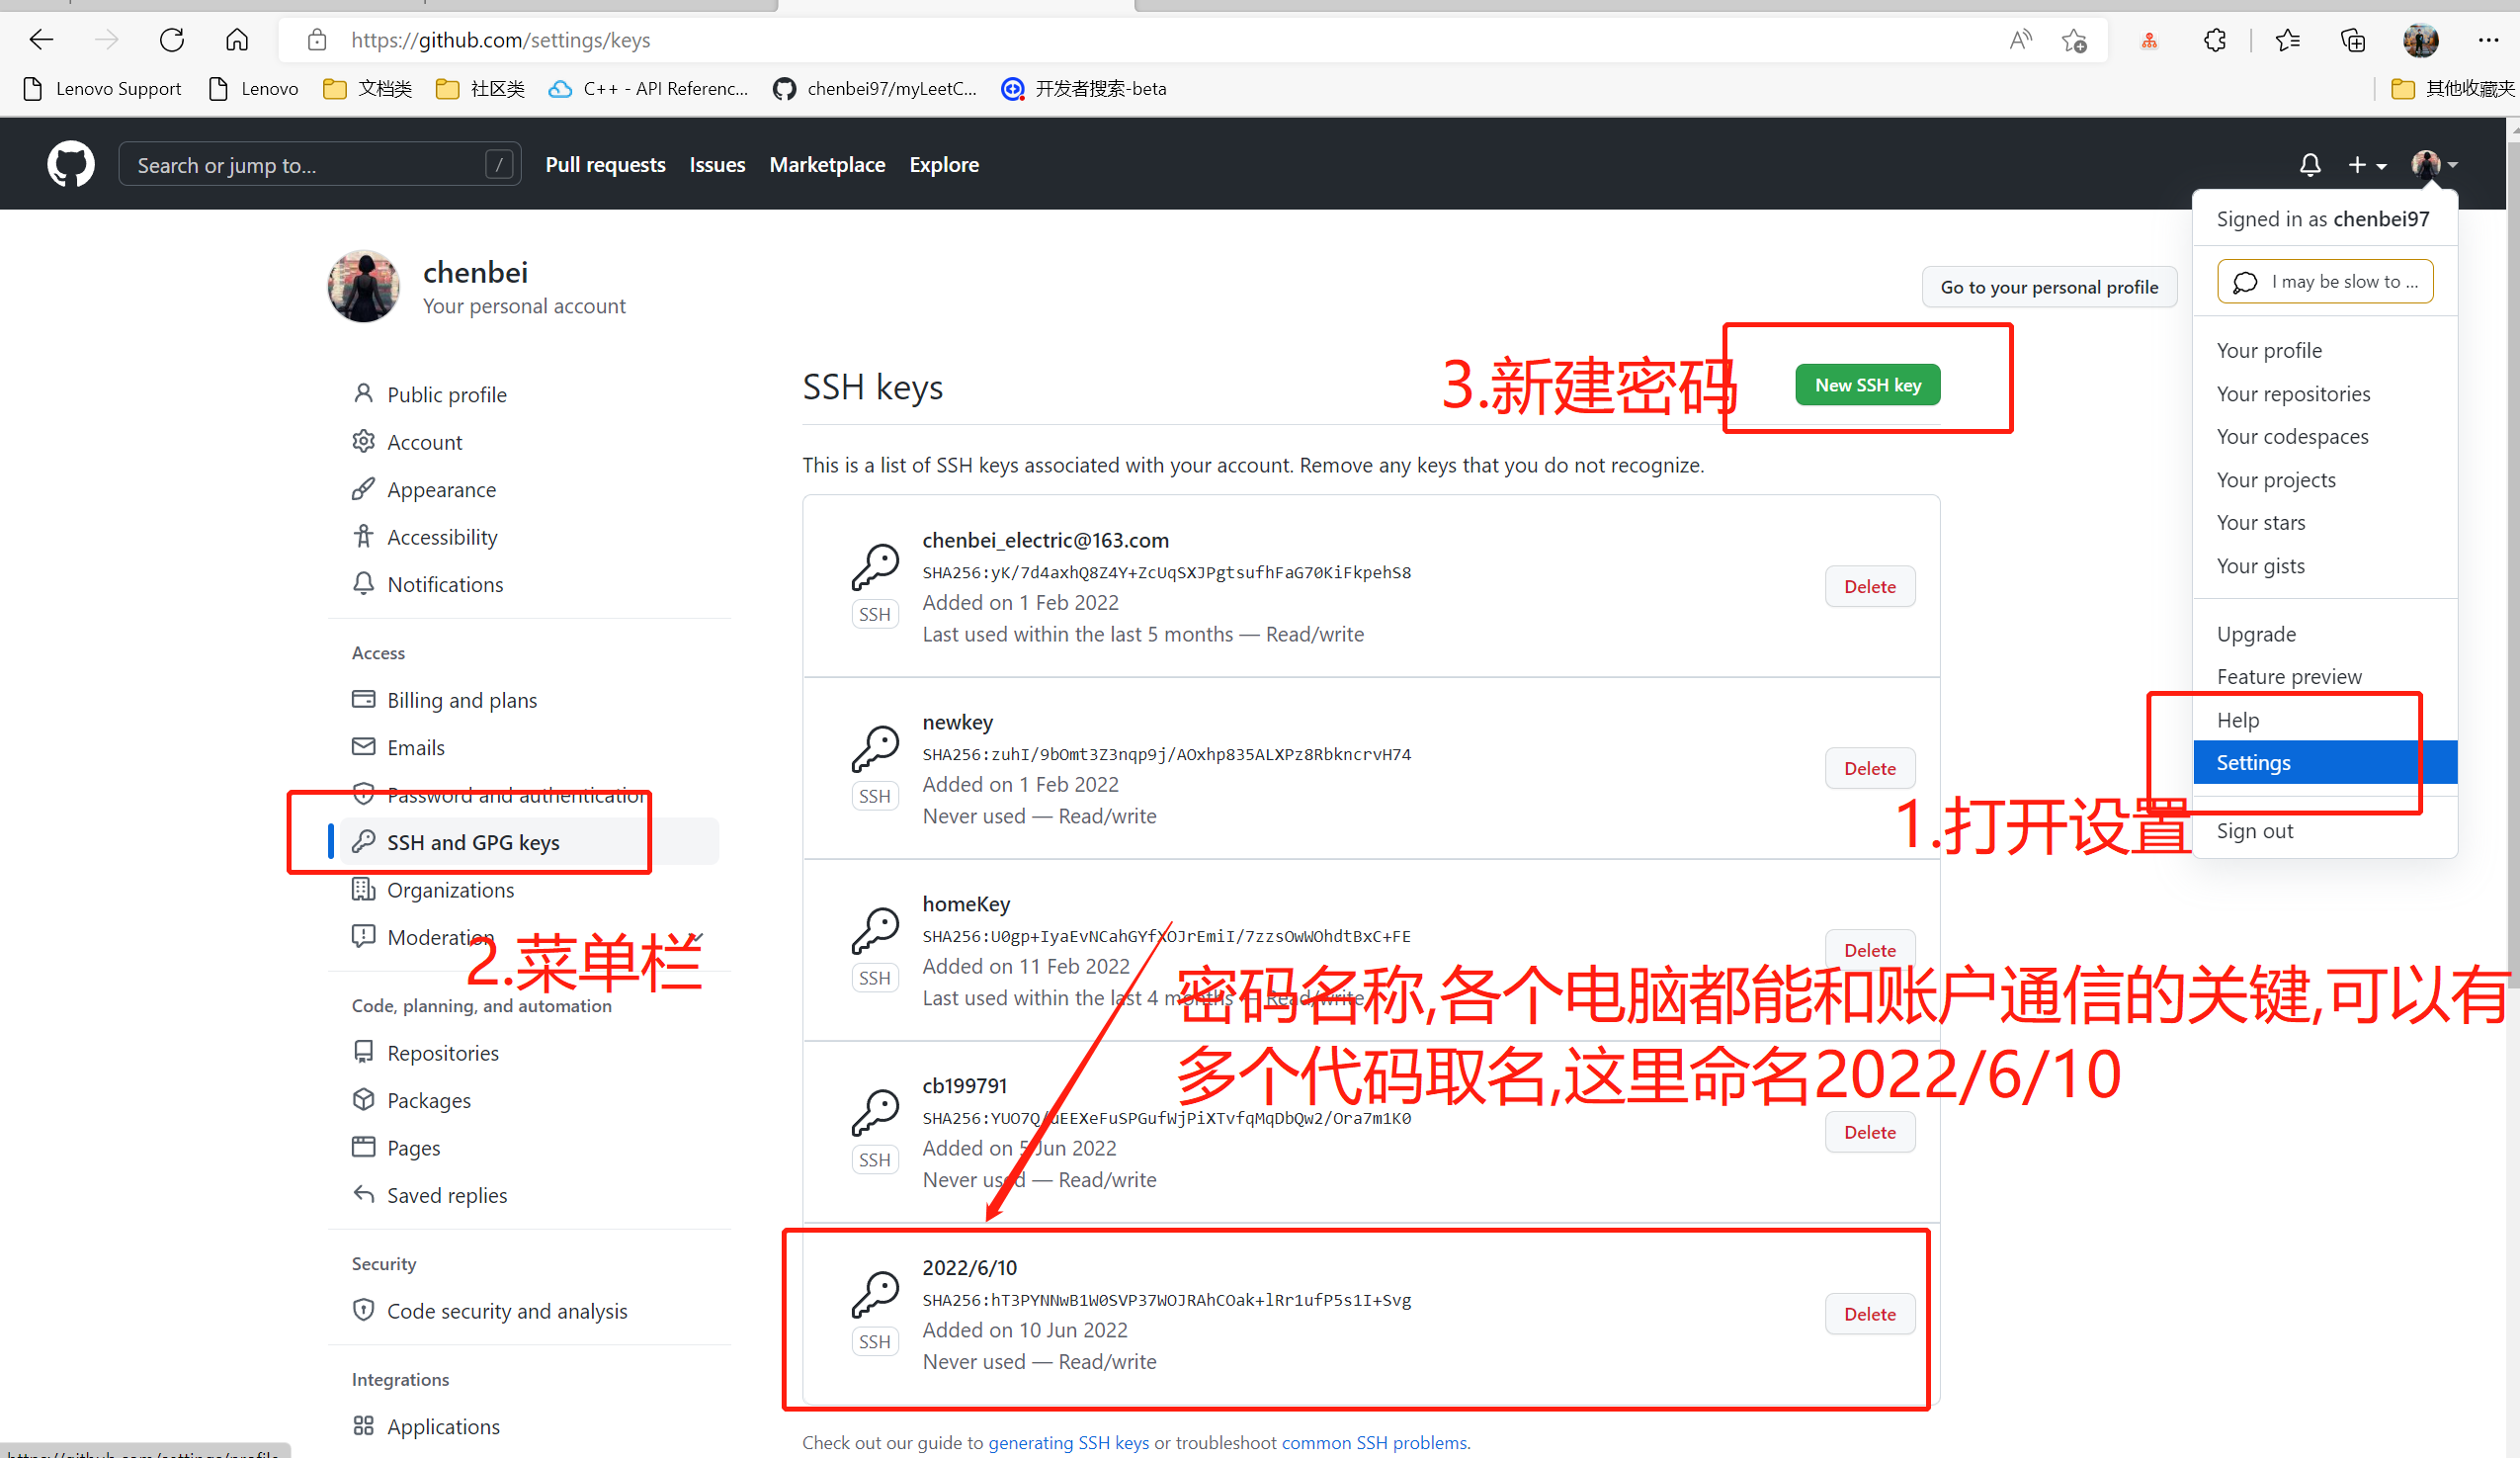 https://github.com/settings/keys
Lenovo Support
Lenovo
文档类
社区类
C++ - API Referenc...
chenbei97/myLeetC...
开发者搜索-beta
其他收藏夹
Search or jump to...
/
Pull requests
Issues
Marketplace
Explore
Signed in as chenbei97
I may be slow to ...
Your profile
Your repositories
Your codespaces
Your projects
Your stars
Your gists
Upgrade
Feature preview
Help
Settings
Sign out
1.打开设置
chenbei
Your personal account
Go to your personal profile
Public profile
Account
Appearance
Accessibility
Notifications
Access
Billing and plans
Emails
Password and authentication
SSH and GPG keys
Organizations
Moderation
2.菜单栏
Code, planning, and automation
Repositories
Packages
Pages
Saved replies
Security
Code security and analysis
Integrations
Applications
SSH keys
3.新建密码
New SSH key
This is a list of SSH keys associated with your account. Remove any keys that you do not recognize.
chenbei_electric@163.com
SHA256:yK/7d4axhQ8Z4Y+ZcUqSXJPgtsufhFaG70KiFkpehS8
Added on 1 Feb 2022
Last used within the last 5 months — Read/write
SSH
Delete
newkey
SHA256:zuhI/9bOmt3Z3nqp9j/AOxhp835ALXPz8RbkncrvH74
Added on 1 Feb 2022
Never used — Read/write
SSH
Delete
homeKey
SHA256:U0gp+IyaEvNCahGYfXOJrEmiI/7zzsOwWOhdtBxC+FE
Added on 11 Feb 2022
Last used within the last 4 months — Read/write
SSH
Delete
密码名称,各个电脑都能和账户通信的关键,可以有
多个代码取名,这里命名2022/6/10
cb199791
SHA256:YUO7Q/uEEXeFuSPGufWjPiXTvfqMqDbQw2/Ora7m1K0
Added on 5 Jun 2022
Never used — Read/write
SSH
Delete
2022/6/10
SHA256:hT3PYNNwB1W0SVP37WOJRAhCOak+lRr1ufP5s1I+Svg
Added on 10 Jun 2022
Never used — Read/write
SSH
Delete
Check out our guide to generating SSH keys or troubleshoot common SSH problems.
https://github.com/settings/profile